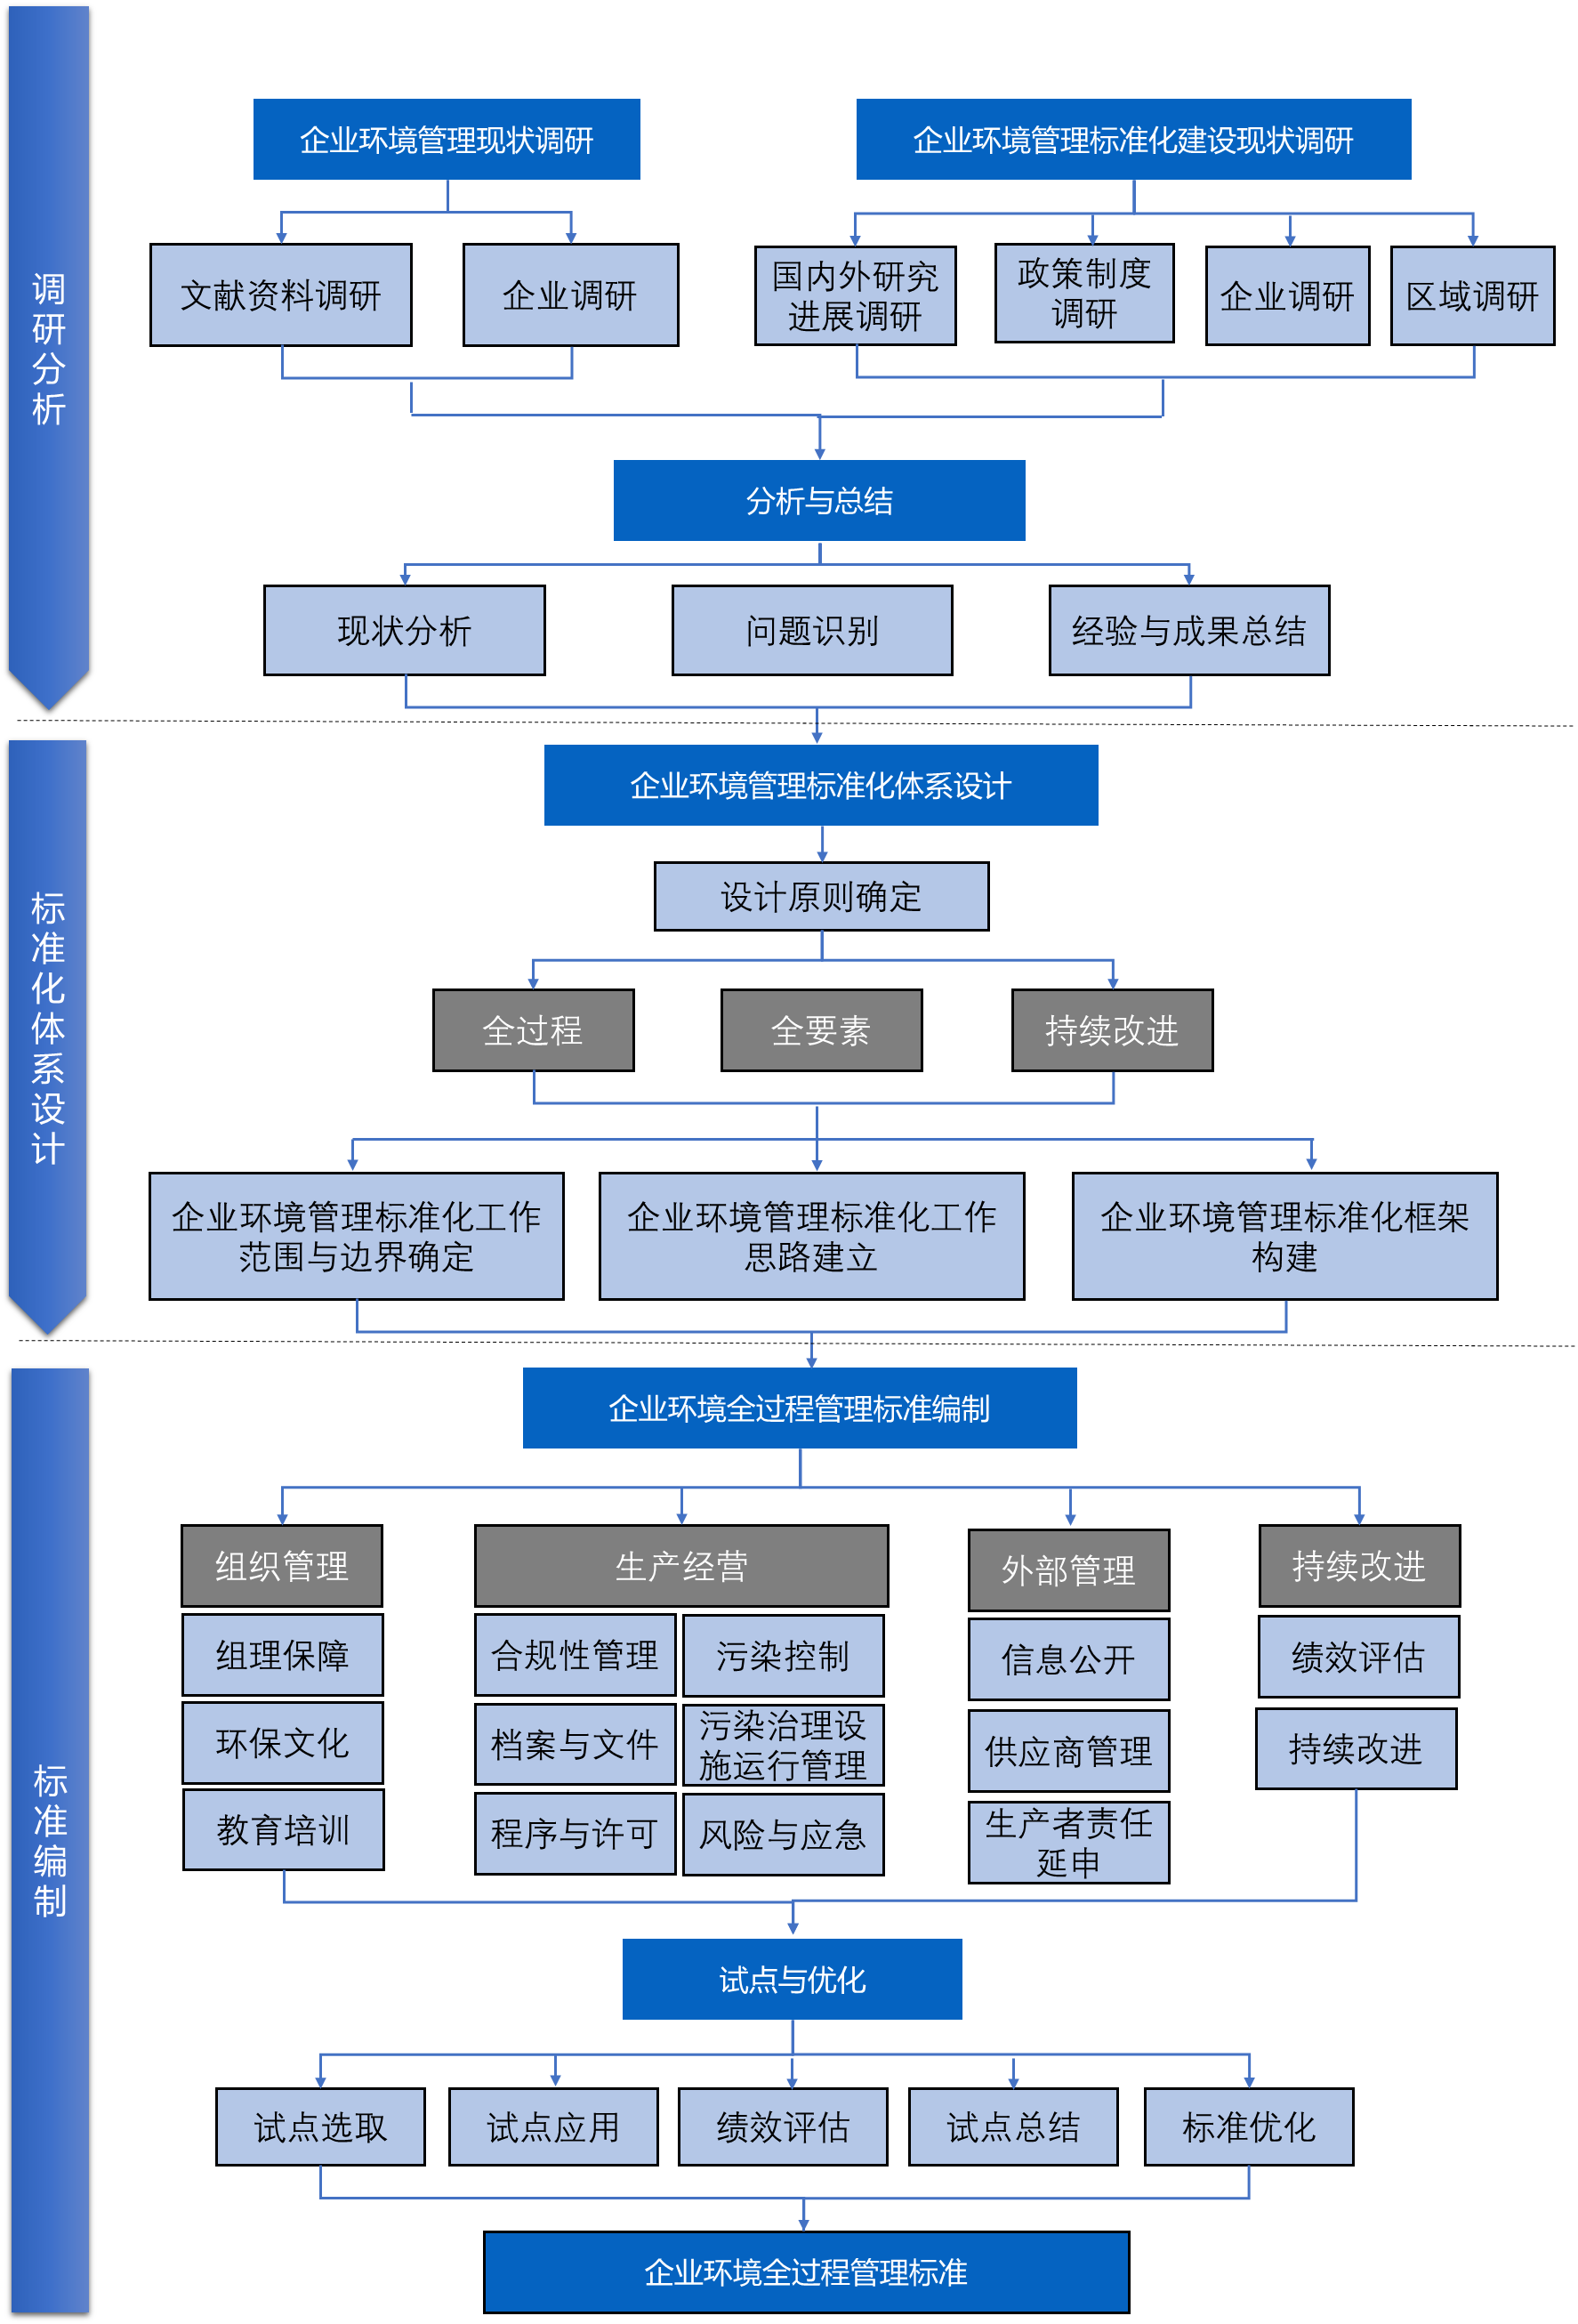 调研分析
企业环境管理现状调研
企业环境管理标准化建设现状调研
文献资料调研
企业调研
国内外研究
进展调研
政策制度
调研
企业调研
区域调研
分析与总结
现状分析
问题识别
经验与成果总结
标准化体系设计
企业环境管理标准化体系设计
设计原则确定
全过程
全要素
持续改进
企业环境管理标准化工作
范围与边界确定
企业环境管理标准化工作
思路建立
企业环境管理标准化框架
构建
标准编制
企业环境全过程管理标准编制
组织管理
组理保障
环保文化
教育培训
生产经营
合规性管理
档案与文件
程序与许可
污染控制
污染治理设
施运行管理
风险与应急
外部管理
信息公开
供应商管理
生产者责任
延申
持续改进
绩效评估
持续改进
试点与优化
试点选取
试点应用
绩效评估
试点总结
标准优化
企业环境全过程管理标准